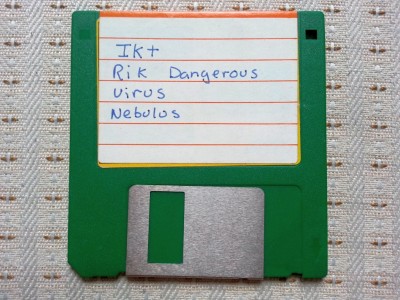 IK+
Rik Dangerous
Virus
Nebulus